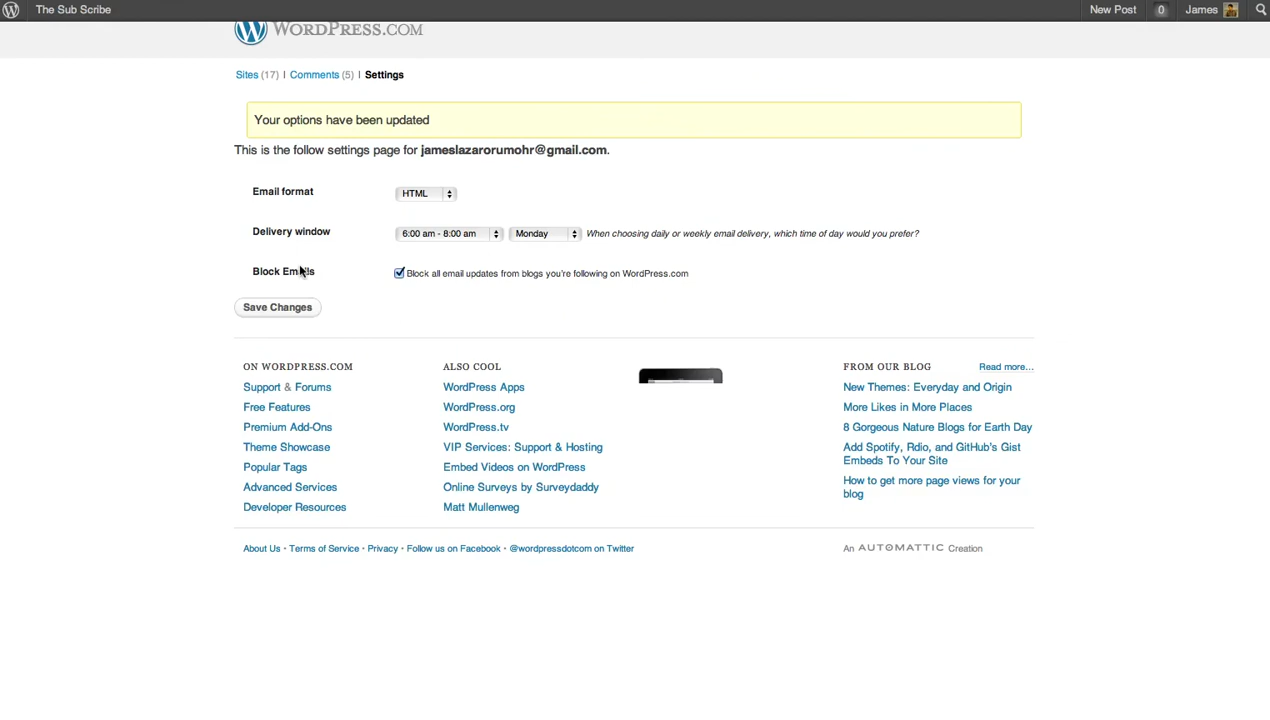 The Sub Scribe New Post 0 James
WORDPRESS.COM
Sites (17) | Comments (5) | Settings
Your options have been updated
This is the follow settings page for jameslazarorumohr@gmail.com.
Email format HTML
Delivery window 6:00 am - 8:00 am Monday When choosing daily or weekly email delivery, which time of day would you prefer?
Block Emails Block all email updates from blogs you're following on WordPress.com
Save Changes
ON WORDPRESS.COM
Support & Forums
Free Features
Premium Add-Ons
Theme Showcase
Popular Tags
Advanced Services
Developer Resources
ALSO COOL
WordPress Apps
WordPress.org
WordPress.tv
VIP Services: Support & Hosting
Embed Videos on WordPress
Online Surveys by Surveydaddy
Matt Mullenweg
FROM OUR BLOG Read more...
New Themes: Everyday and Origin
More Likes in More Places
8 Gorgeous Nature Blogs for Earth Day
Add Spotify, Rdio, and GitHub's Gist
Embeds To Your Site
How to get more page views for your
blog
About Us • Terms of Service • Privacy • Follow us on Facebook • @wordpressdotcom on Twitter
An AUTOMATTIC Creation